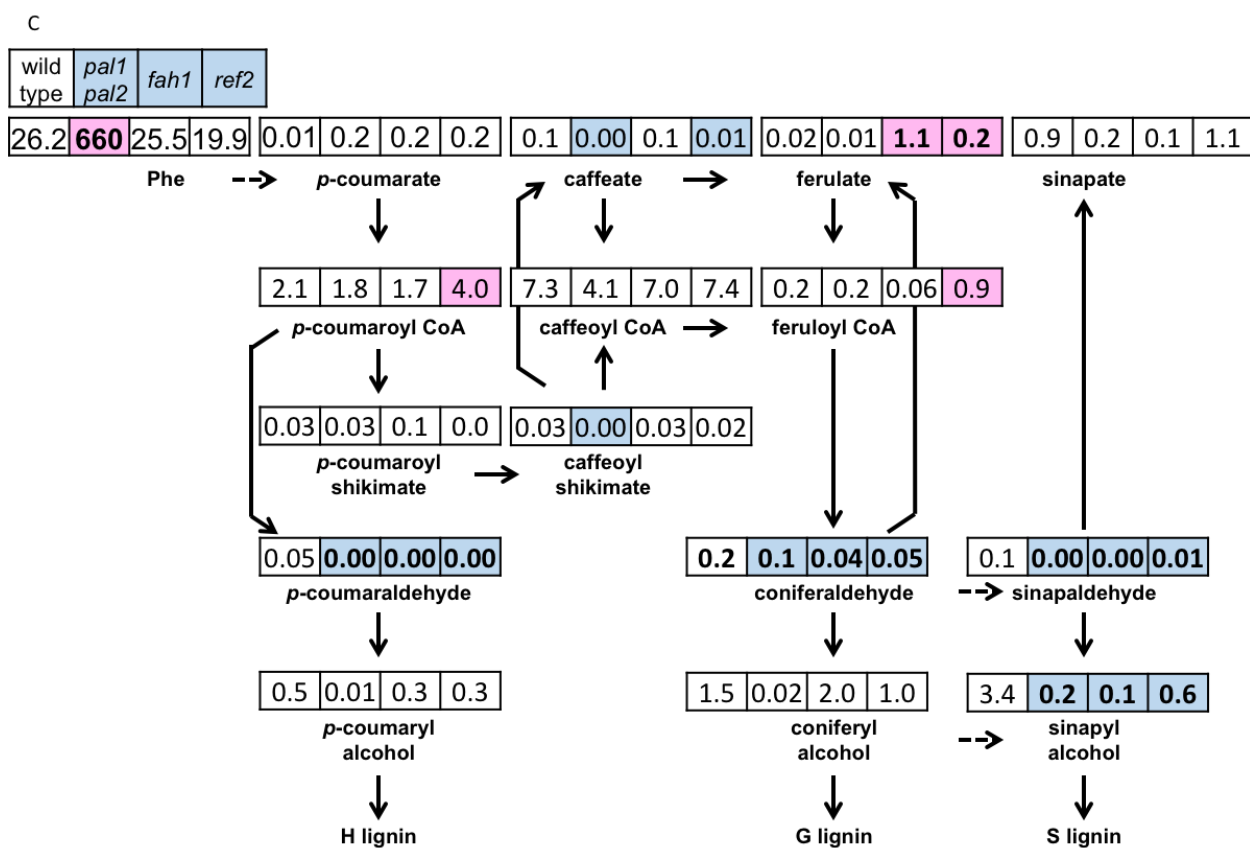 C
wild type pal1 pal2 fah1 ref2
26.2 660 25.5 19.9 0.01 0.2 0.2 0.2 0.1 0.00 0.1 0.01 0.02 0.01 1.1 0.2 0.9 0.2 0.1 1.1
Phe p-coumarate caffeate ferulate sinapate
2.1 1.8 1.7 4.0 7.3 4.1 7.0 7.4 0.2 0.2 0.06 0.9
p-coumaroyl CoA caffeoyl CoA feruloyl CoA
0.03 0.03 0.1 0.0 0.03 0.00 0.03 0.02
p-coumaroyl caffeoyl
shikimate shikimate
0.05 0.00 0.00 0.00 0.2 0.1 0.04 0.05 0.1 0.00 0.00 0.01
p-coumaraldehyde coniferaldehyde sinapaldehyde
0.5 0.01 0.3 0.3 1.5 0.02 2.0 1.0 3.4 0.2 0.1 0.6
p-coumaryl coniferyl sinapyl
alcohol alcohol alcohol
H lignin G lignin S lignin